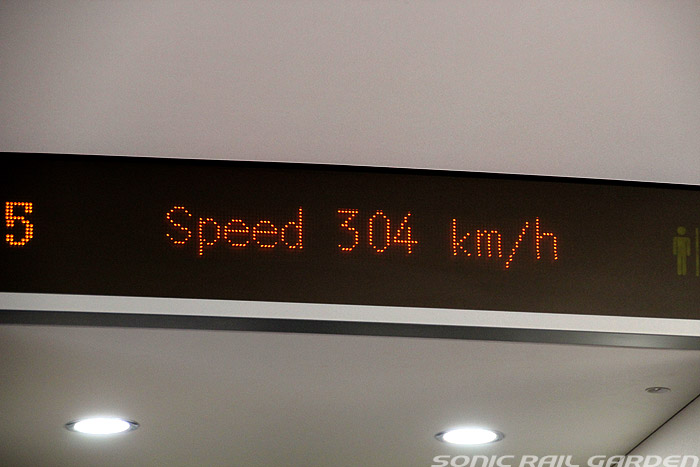 5 Speed 304 km/h
SONIC RAIL GARDEN